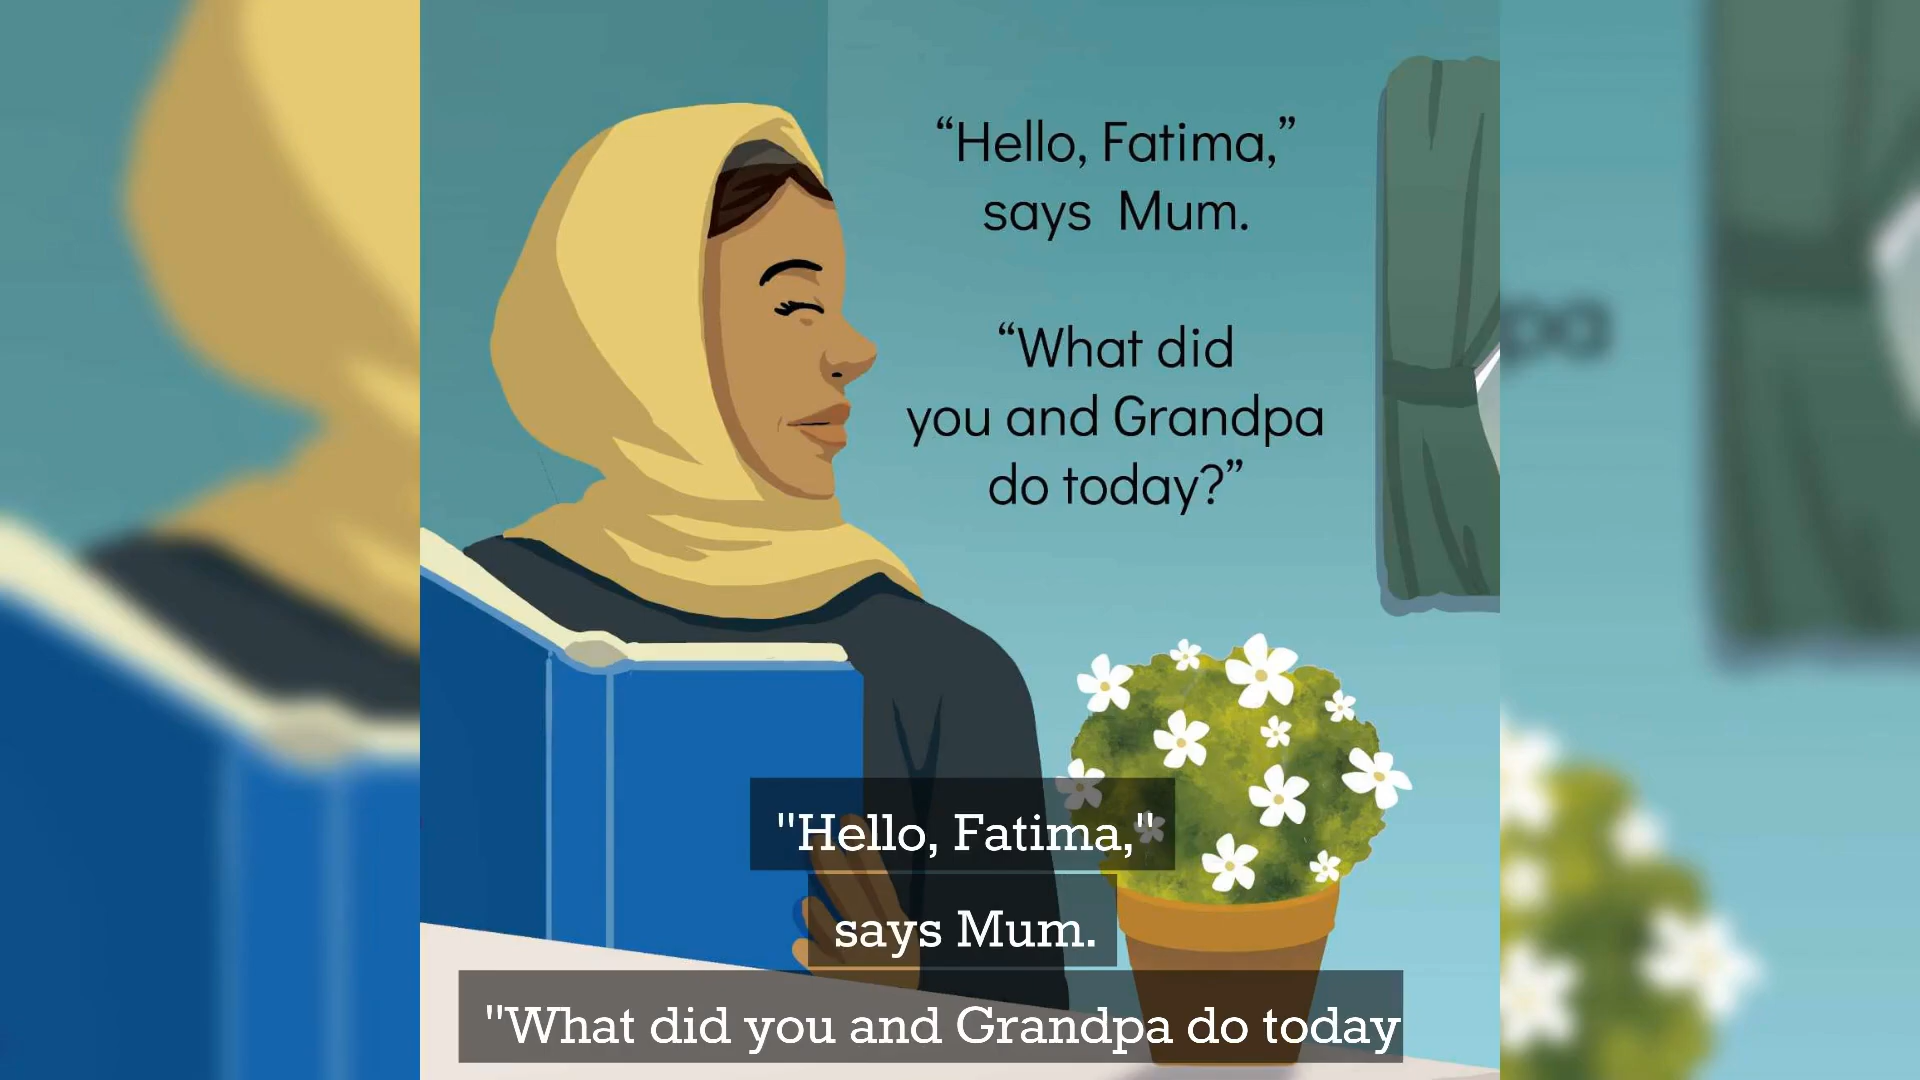 “Hello, Fatima,”
says Mum.
“What did
you and Grandpa
do today?”
pa
"Hello, Fatima,"
says Mum.
"What did you and Grandpa do today